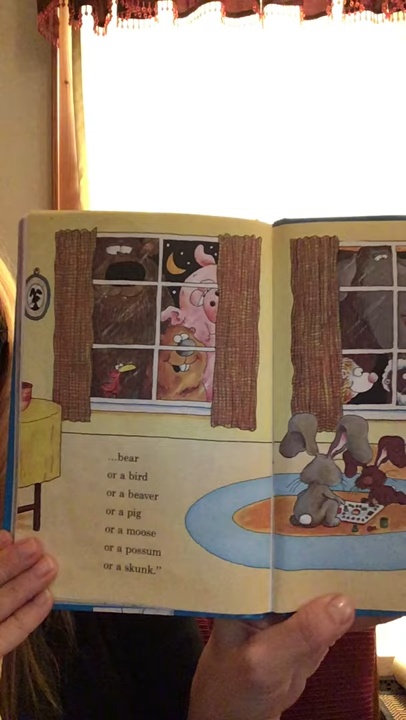 ...bear
or a bird
or a beaver
or a pig
or a moose
or a possum
or a skunk."